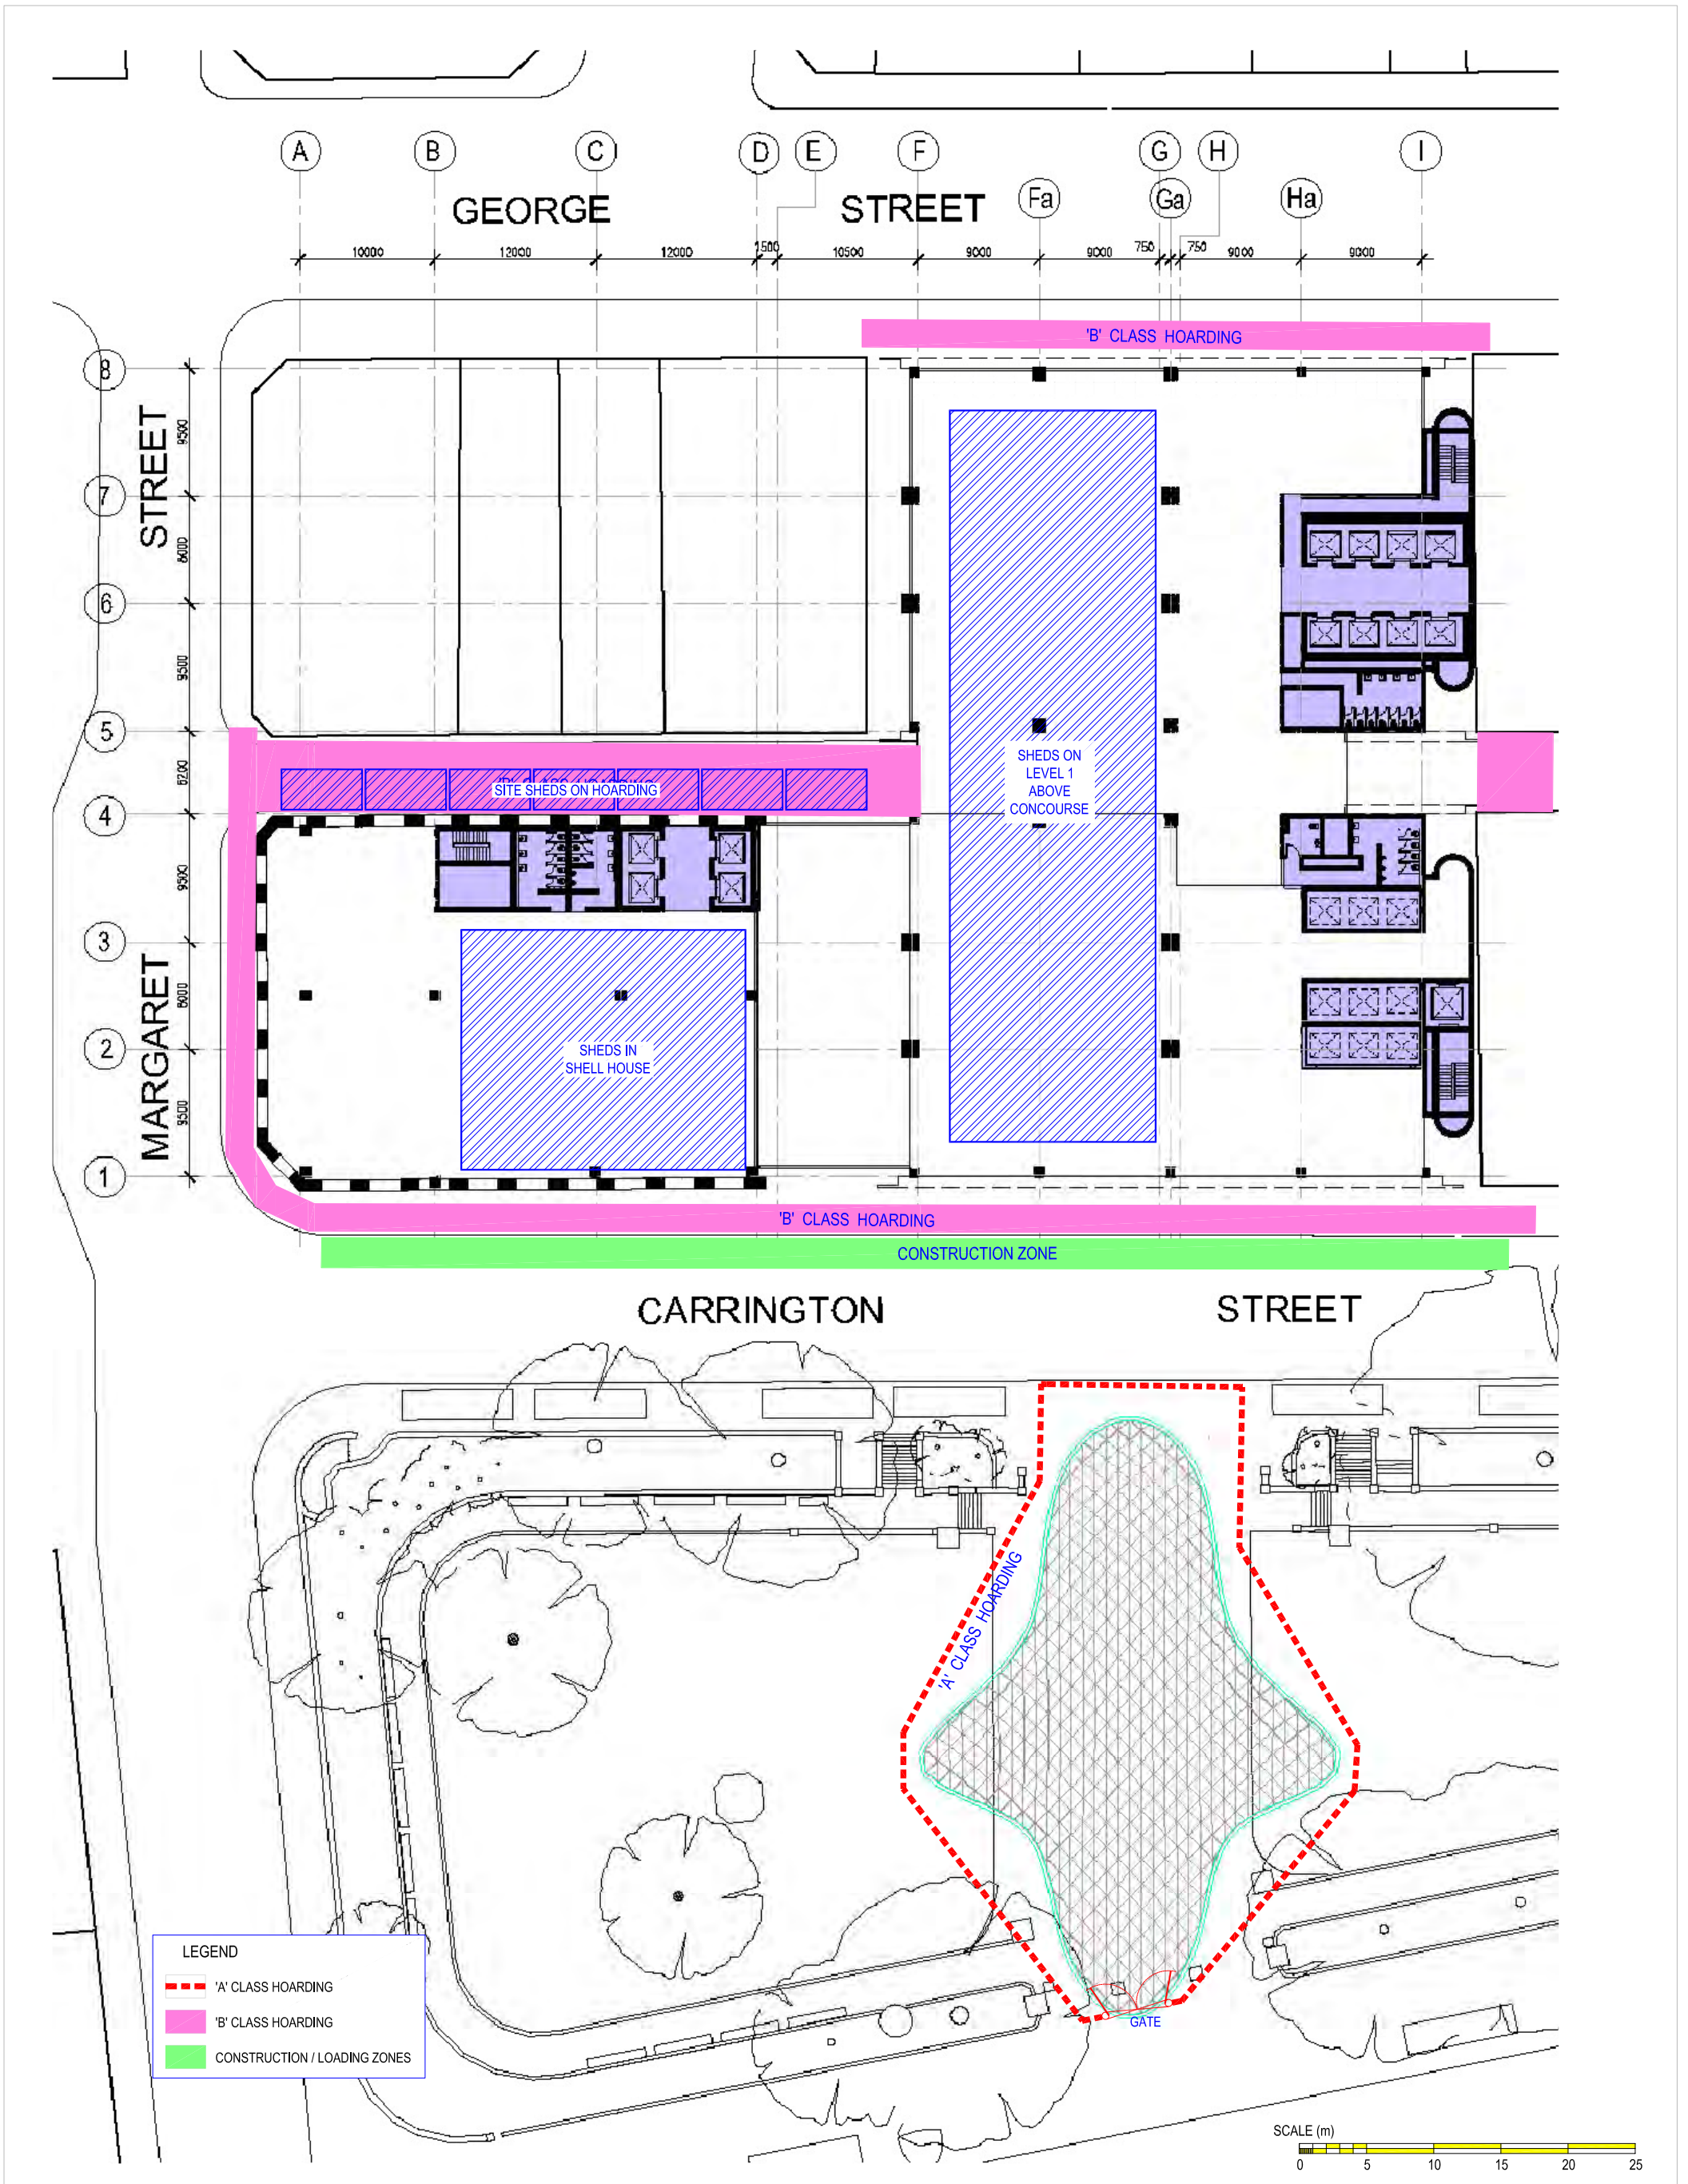 A B C D E F G H I
Fa Ga Ha
GEORGE STREET
10000 12000 12000 1500 10500 9000 9000 750 750 9000 9000
'B' CLASS HOARDING
8
STREET
9500
7
8000
6
9500
5
6200
SITE SHEDS ON HOARDING
4
SHEDS ON
LEVEL 1
ABOVE
CONCOURSE
9500
3
MARGARET
8000
2
SHEDS IN
SHELL HOUSE
9500
1
'B' CLASS HOARDING
CONSTRUCTION ZONE
CARRINGTON STREET
'A' CLASS HOARDING
GATE
LEGEND
'A' CLASS HOARDING
'B' CLASS HOARDING
CONSTRUCTION / LOADING ZONES
SCALE (m)
0 5 10 15 20 25